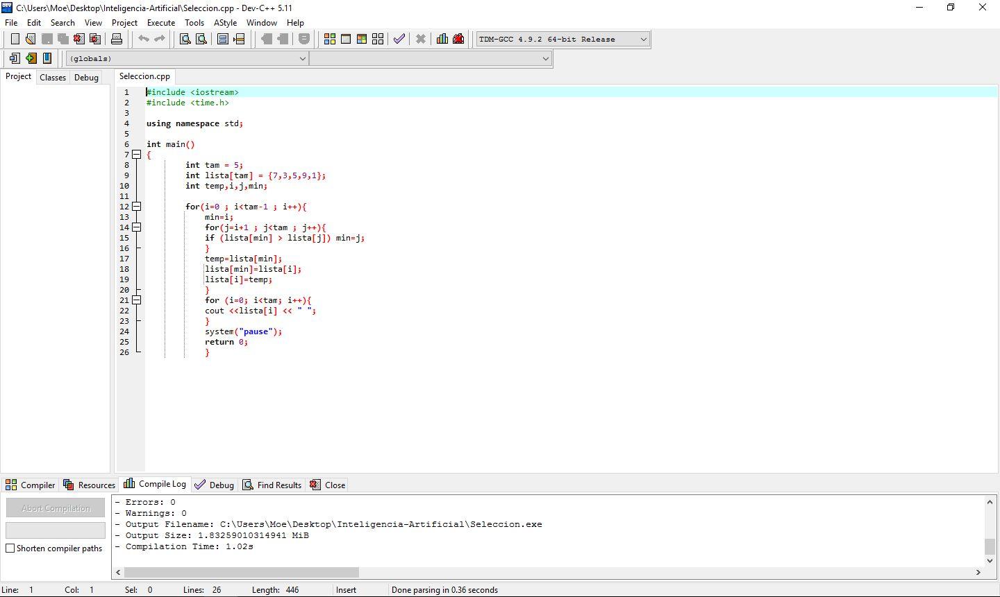 C:\Users\Moe\Desktop\Inteligencia-Artificial\Seleccion.cpp - Dev-C++ 5.11
File Edit Search View Project Execute Tools AStyle Window Help
TDM-GCC 4.9.2 64-bit Release
(globals)
Project Classes Debug
Seleccion.cpp
1 #include <iostream>
2 #include <time.h>
3
4 using namespace std;
5
6 int main()
7 {
8 int tam = 5;
9 int lista[tam] = {7,3,5,9,1};
10 int temp,i,j,min;
11
12 for(i=0 ; i<tam-1 ; i++){
13 min=i;
14 for(j=i+1 ; j<tam ; j++){
15 if (lista[min] > lista[j]) min=j;
16 }
17 temp=lista[min];
18 lista[min]=lista[i];
19 lista[i]=temp;
20 }
21 for (i=0; i<tam; i++){
22 cout <<lista[i] << " ";
23 }
24 system("pause");
25 return 0;
26 }
Compiler Resources Compile Log Debug Find Results Close
Abort Compilation
Shorten compiler paths
- Errors: 0
- Warnings: 0
- Output Filename: C:\Users\Moe\Desktop\Inteligencia-Artificial\Seleccion.exe
- Output Size: 1.83259010314941 MiB
- Compilation Time: 1.02s
Line: 1 Col: 1 Sel: 0 Lines: 26 Length: 446 Insert Done parsing in 0.36 seconds